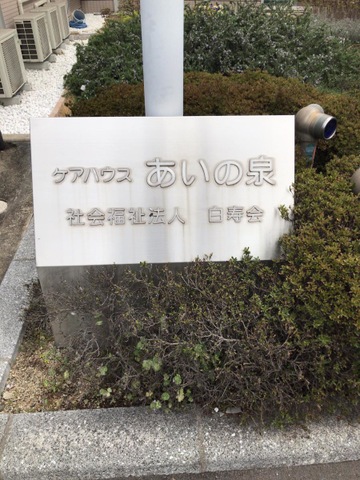 ケアハウス あいの泉
社会福祉法人 白寿会